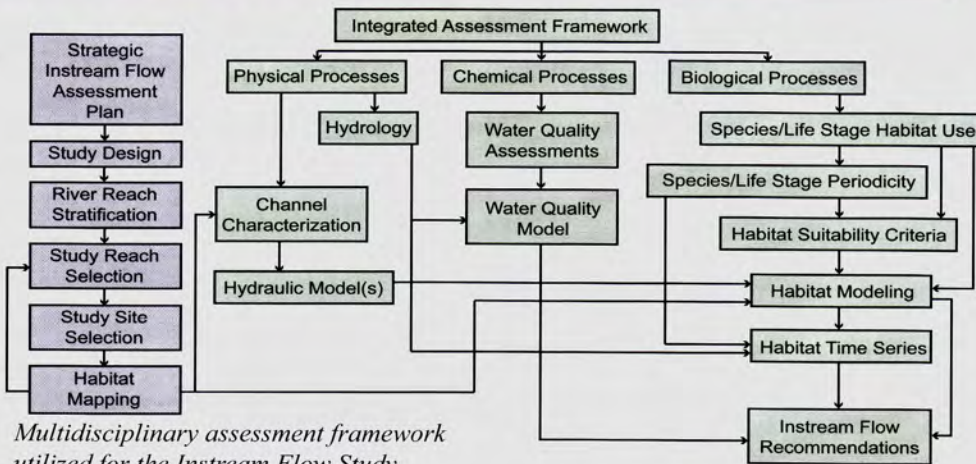 Integrated Assessment Framework
Strategic
Instream Flow
Assessment
Plan
Study Design
River Reach
Stratification
Study Reach
Selection
Study Site
Selection
Habitat
Mapping
Physical Processes
Hydrology
Channel
Characterization
Hydraulic Model(s)
Chemical Processes
Water Quality
Assessments
Water Quality
Model
Biological Processes
Species/Life Stage Habitat Use
Species/Life Stage Periodicity
Habitat Suitability Criteria
Habitat Modeling
Habitat Time Series
Instream Flow
Recommendations
Multidisciplinary assessment framework
utilized for the Instream Flow Study